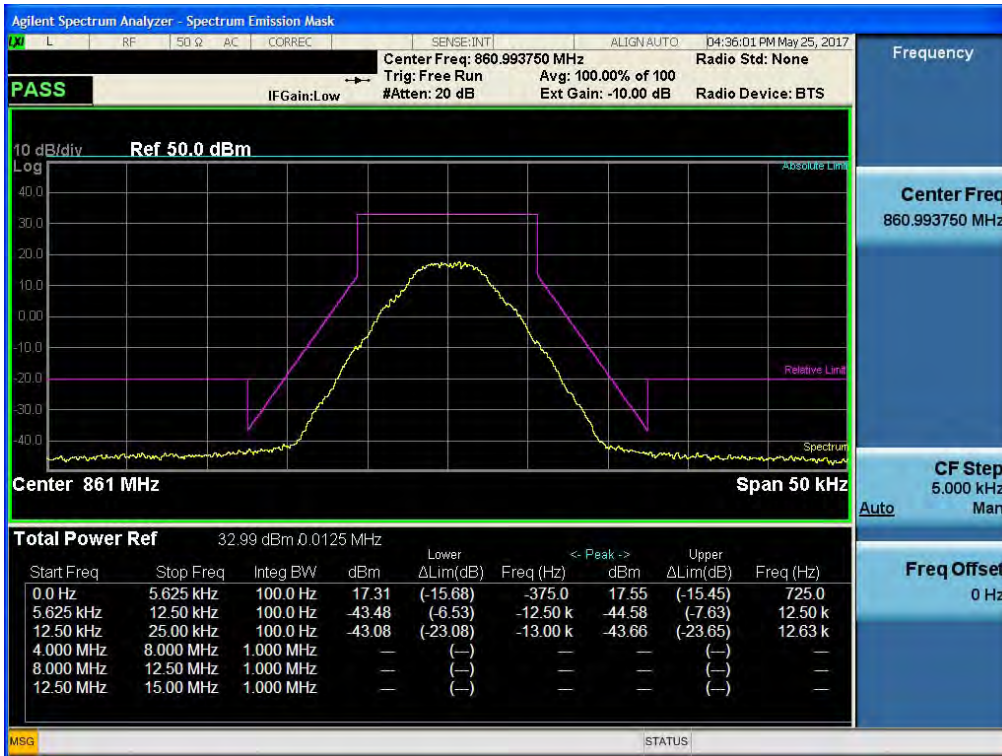 Agilent Spectrum Analyzer - Spectrum Emission Mask
LXI L RF 50 Ω AC CORREC SENSE:INT ALIGN AUTO 04:36:01 PM May 25, 2017
Center Freq: 860.993750 MHz Radio Std: None
Trig: Free Run Avg: 100.00% of 100
PASS IFGain:Low #Atten: 20 dB Ext Gain: -10.00 dB Radio Device: BTS
10 dB/div Ref 50.0 dBm
Log
Absolute Limit
40.0
30.0
20.0
10.0
0.00
-10.0
-20.0
Relative Limit
-30.0
-40.0
Spectrum
Center 861 MHz Span 50 kHz
Total Power Ref 32.99 dBm /0.0125 MHz
Lower <- Peak -> Upper
Start Freq Stop Freq Integ BW dBm ΔLim(dB) Freq (Hz) dBm ΔLim(dB) Freq (Hz)
0.0 Hz 5.625 kHz 100.0 Hz 17.31 (-15.68) -375.0 17.55 (-15.45) 725.0
5.625 kHz 12.50 kHz 100.0 Hz -43.48 (-6.53) -12.50 k -44.58 (-7.63) 12.50 k
12.50 kHz 25.00 kHz 100.0 Hz -43.08 (-23.08) -13.00 k -43.66 (-23.65) 12.63 k
4.000 MHz 8.000 MHz 1.000 MHz — (—) — — (—) —
8.000 MHz 12.50 MHz 1.000 MHz — (—) — — (—) —
12.50 MHz 15.00 MHz 1.000 MHz — (—) — — (—) —
MSG STATUS
Frequency
Center Freq
860.993750 MHz
CF Step
5.000 kHz
Auto Man
Freq Offset
0 Hz